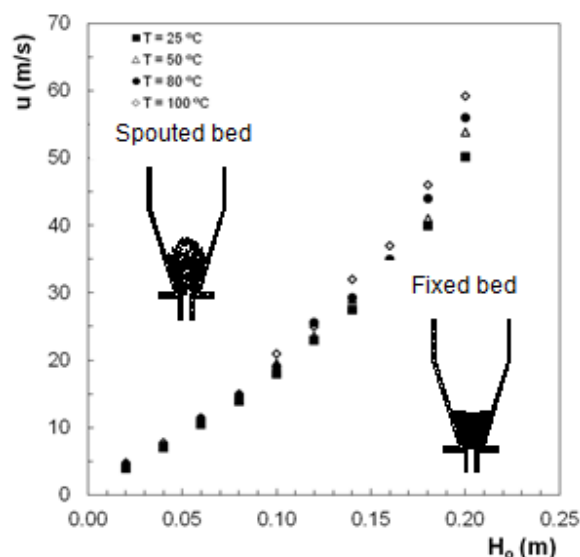 70
T = 25 ºC
T = 50 ºC
T = 80 ºC
T = 100 ºC
60
Spouted bed
50
40
30
Fixed bed
20
10
0
0.00 0.05 0.10 0.15 0.20 0.25
u (m/s)
Ho (m)